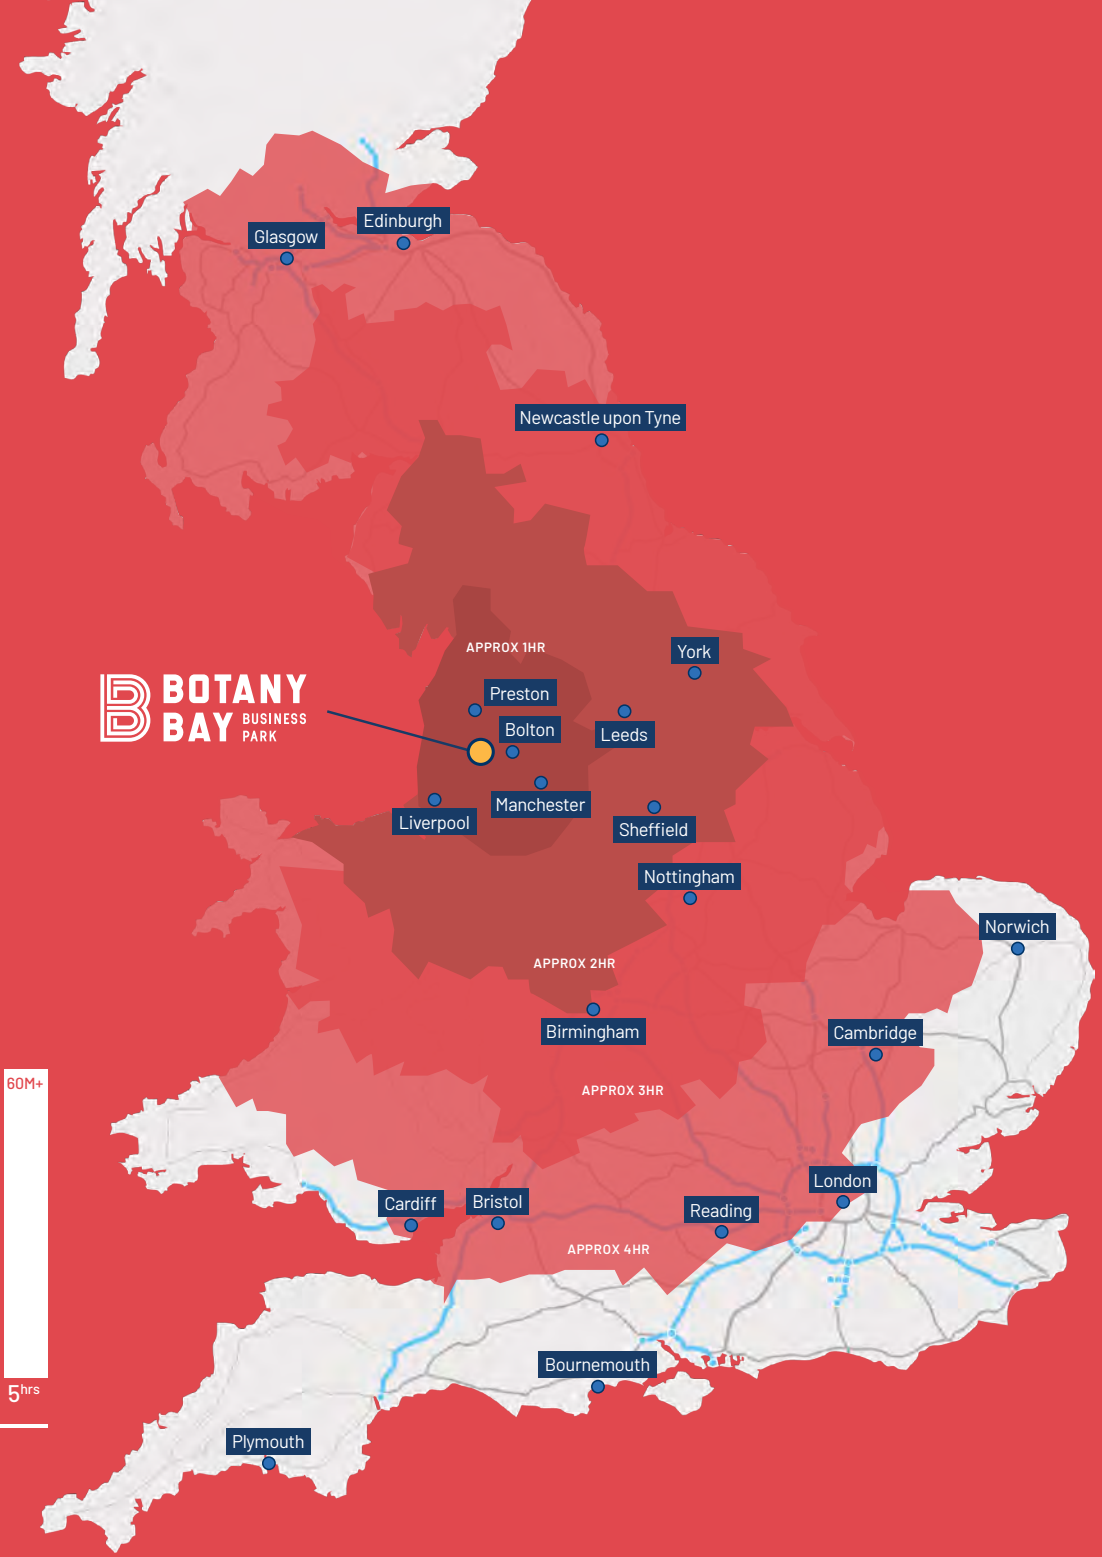 Edinburgh
Glasgow
Newcastle upon Tyne
APPROX 1HR
York
BOTANY
BAY BUSINESS PARK
Preston
Bolton
Leeds
Manchester
Liverpool
Sheffield
Nottingham
Norwich
APPROX 2HR
Birmingham
Cambridge
60M+
APPROX 3HR
London
Cardiff
Bristol
Reading
APPROX 4HR
Bournemouth
5hrs
Plymouth